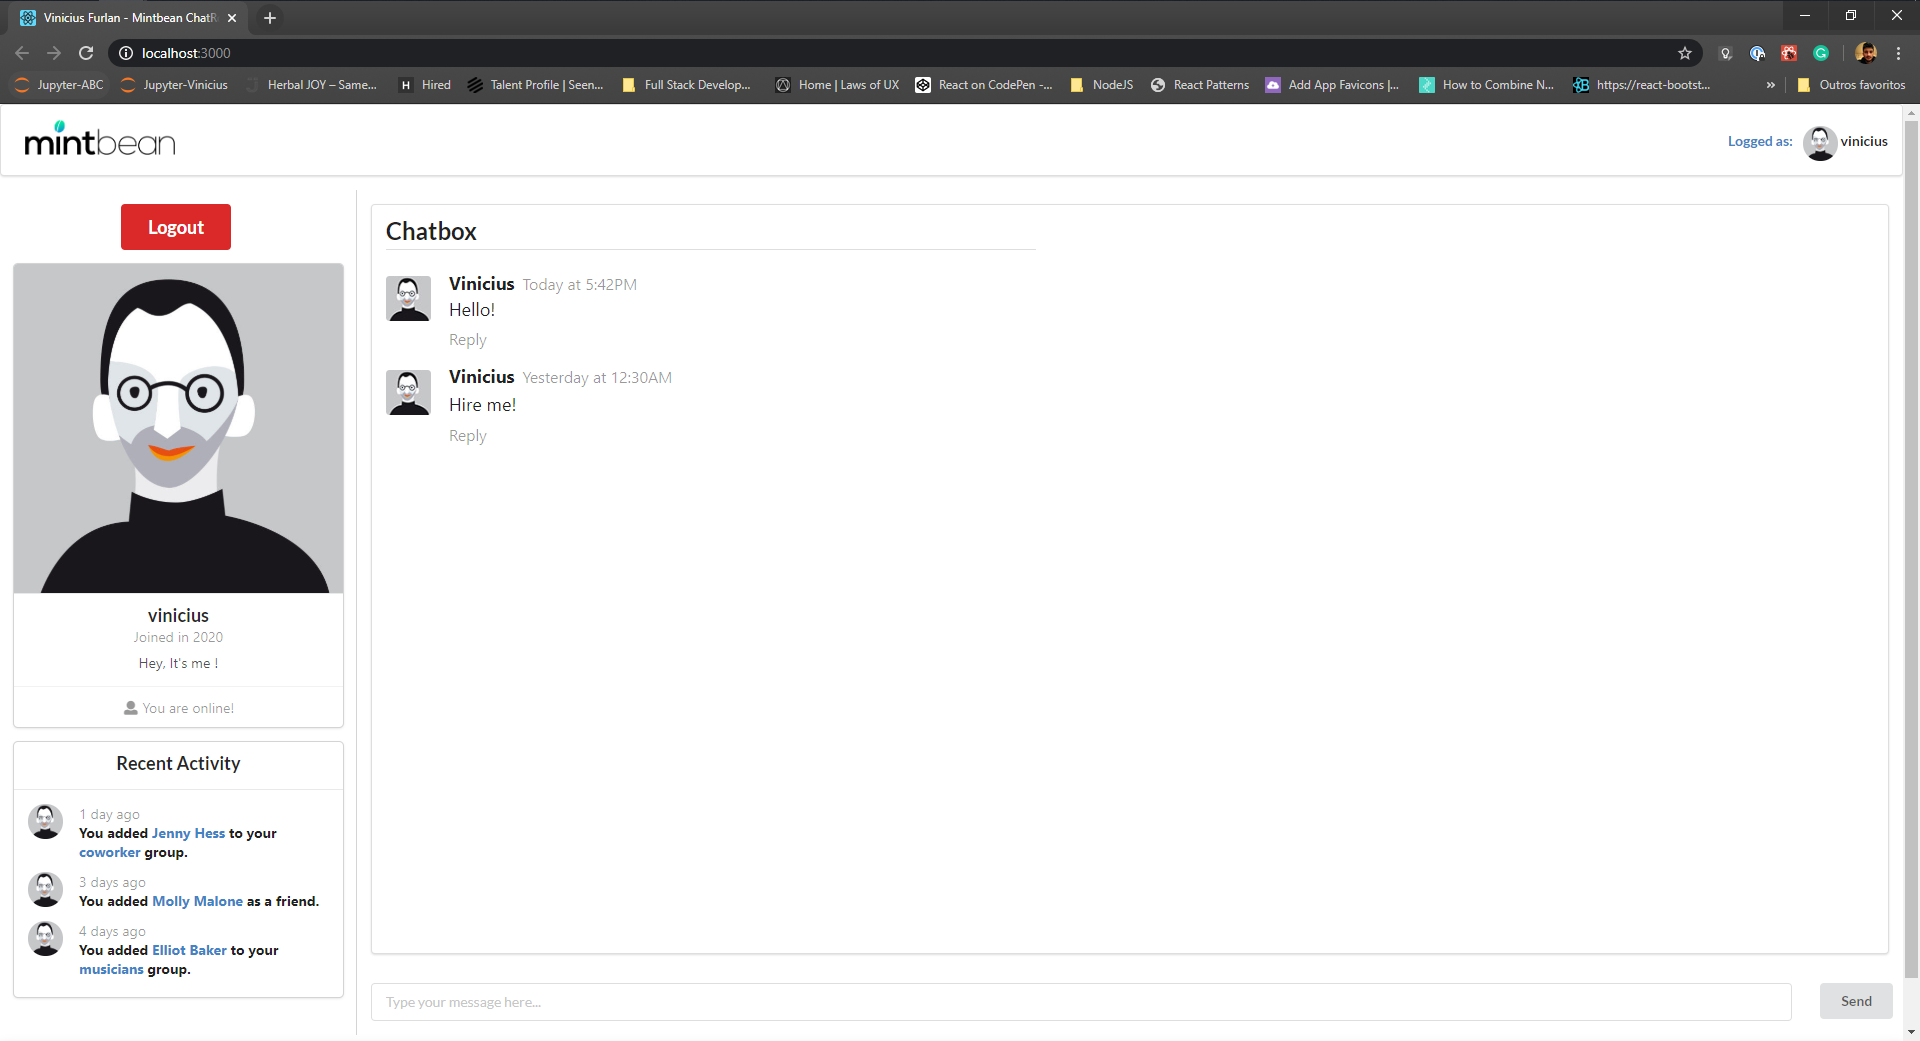 Vinicius Furlan - Mintbean ChatR
localhost:3000
Jupyter-ABC
Jupyter-Vinicius
Herbal JOY – Same...
Hired
Talent Profile | Seen...
Full Stack Develop...
Home | Laws of UX
React on CodePen -...
NodeJS
React Patterns
Add App Favicons |...
How to Combine N...
https://react-bootst...
»
Outros favoritos
mintbean
Logged as:
vinicius
Logout
vinicius
Joined in 2020
Hey, It's me !
You are online!
Recent Activity
1 day ago
You added Jenny Hess to your
coworker group.
3 days ago
You added Molly Malone as a friend.
4 days ago
You added Elliot Baker to your
musicians group.
Chatbox
Vinicius Today at 5:42PM
Hello!
Reply
Vinicius Yesterday at 12:30AM
Hire me!
Reply
Type your message here...
Send